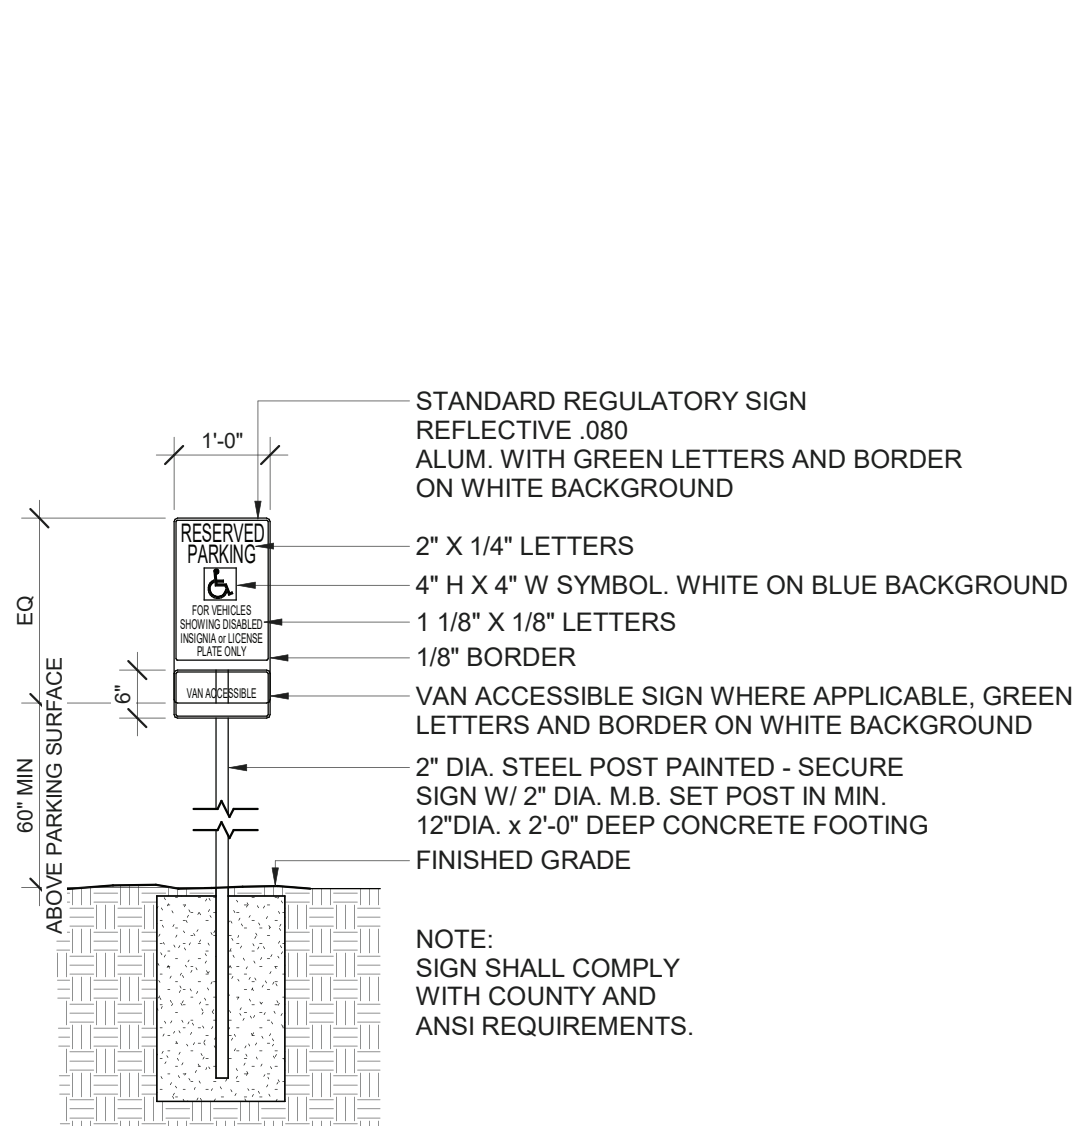 STANDARD REGULATORY SIGN
REFLECTIVE .080
ALUM. WITH GREEN LETTERS AND BORDER
ON WHITE BACKGROUND
1'-0"
RESERVED
PARKING
FOR VEHICLES
SHOWING DISABLED
INSIGNIA or LICENSE
PLATE ONLY
VAN ACCESSIBLE
2" X 1/4" LETTERS
4" H X 4" W SYMBOL. WHITE ON BLUE BACKGROUND
1 1/8" X 1/8" LETTERS
1/8" BORDER
VAN ACCESSIBLE SIGN WHERE APPLICABLE, GREEN
LETTERS AND BORDER ON WHITE BACKGROUND
2" DIA. STEEL POST PAINTED - SECURE
SIGN W/ 2" DIA. M.B. SET POST IN MIN.
12"DIA. x 2'-0" DEEP CONCRETE FOOTING
FINISHED GRADE
EQ
6"
60" MIN
ABOVE PARKING SURFACE
NOTE:
SIGN SHALL COMPLY
WITH COUNTY AND
ANSI REQUIREMENTS.